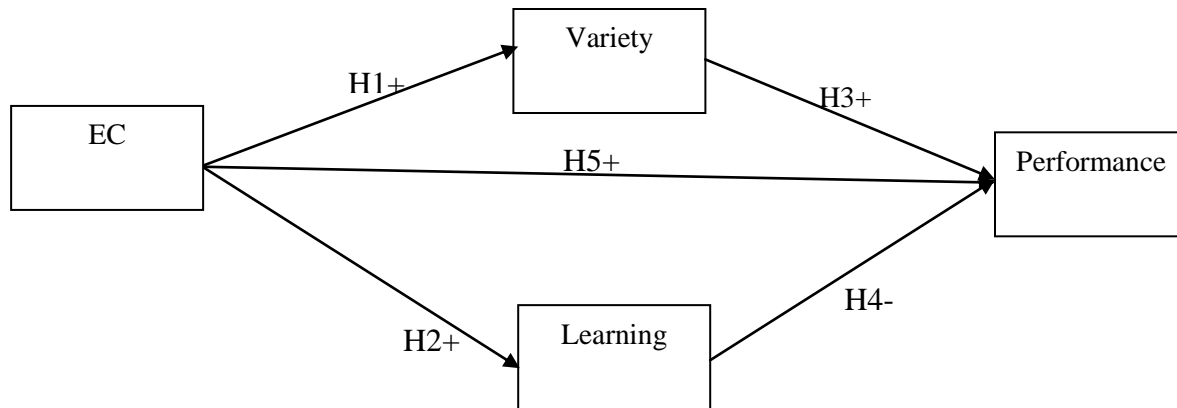 Variety
H1+
H3+
EC
H5+
Performance
H4-
H2+
Learning